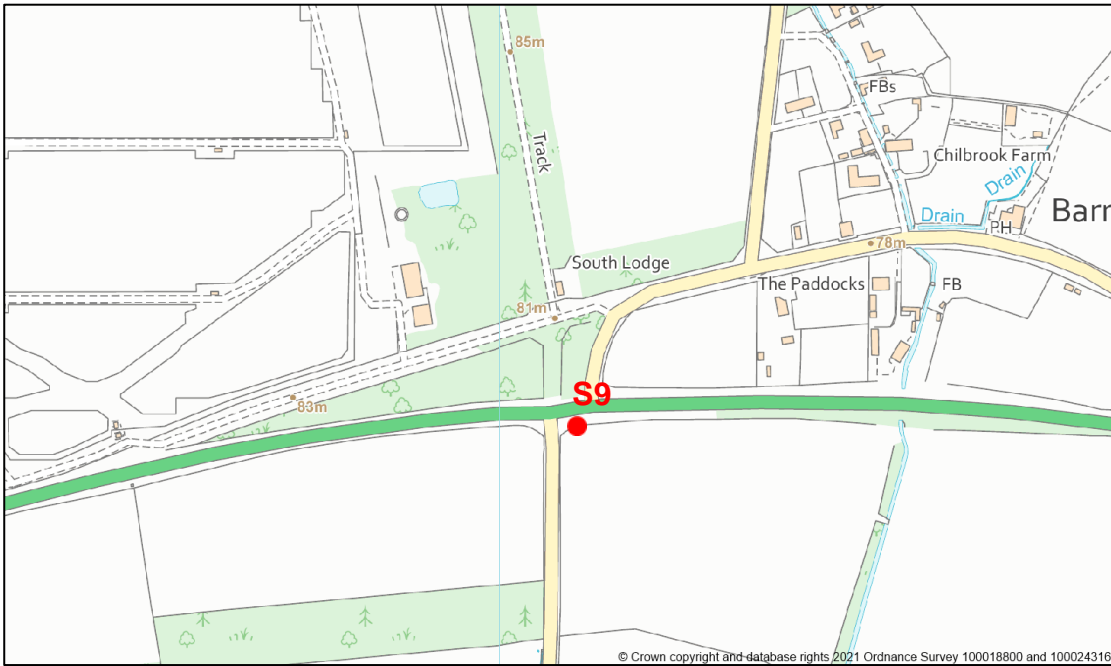 85m
FBs
Track
Chilbrook Farm
Drain
Drain
PH
Barr
78m
South Lodge
The Paddocks
FB
81m
S9
83m
© Crown copyright and database rights 2021 Ordnance Survey 100018800 and 100024316